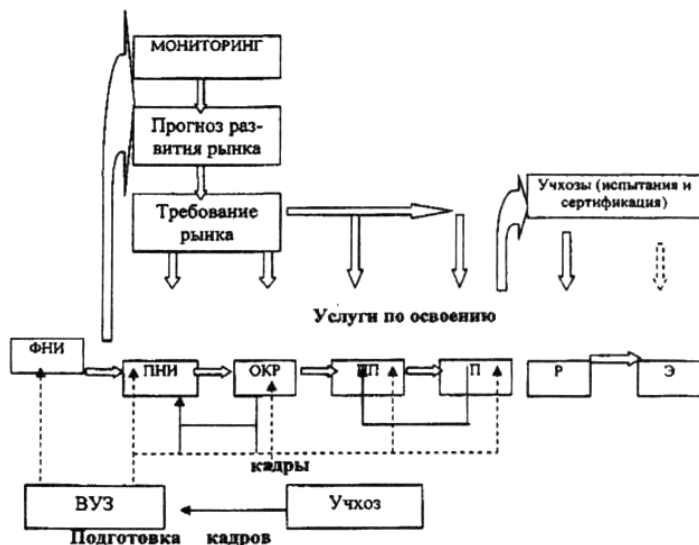 МОНИТОРИНГ
Прогноз раз-
вития рынка
Требование
рынка
Учхозы (испытания и
сертификация)
Услуги по освоению
ФНИ
ПНИ
ОКР
П
Р
Э
кадры
ВУЗ
Учхоз
Подготовка кадров